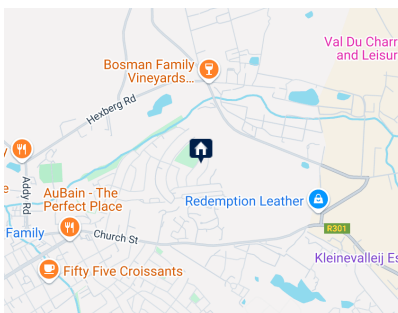 Val Du Charr
and Leisur
Bosman Family
Vineyards...
Hexberg Rd
y
e
Addy Rd
AuBain - The
Perfect Place
Redemption Leather
Family
Church St
R301
Kleinevalleij Es
Fifty Five Croissants